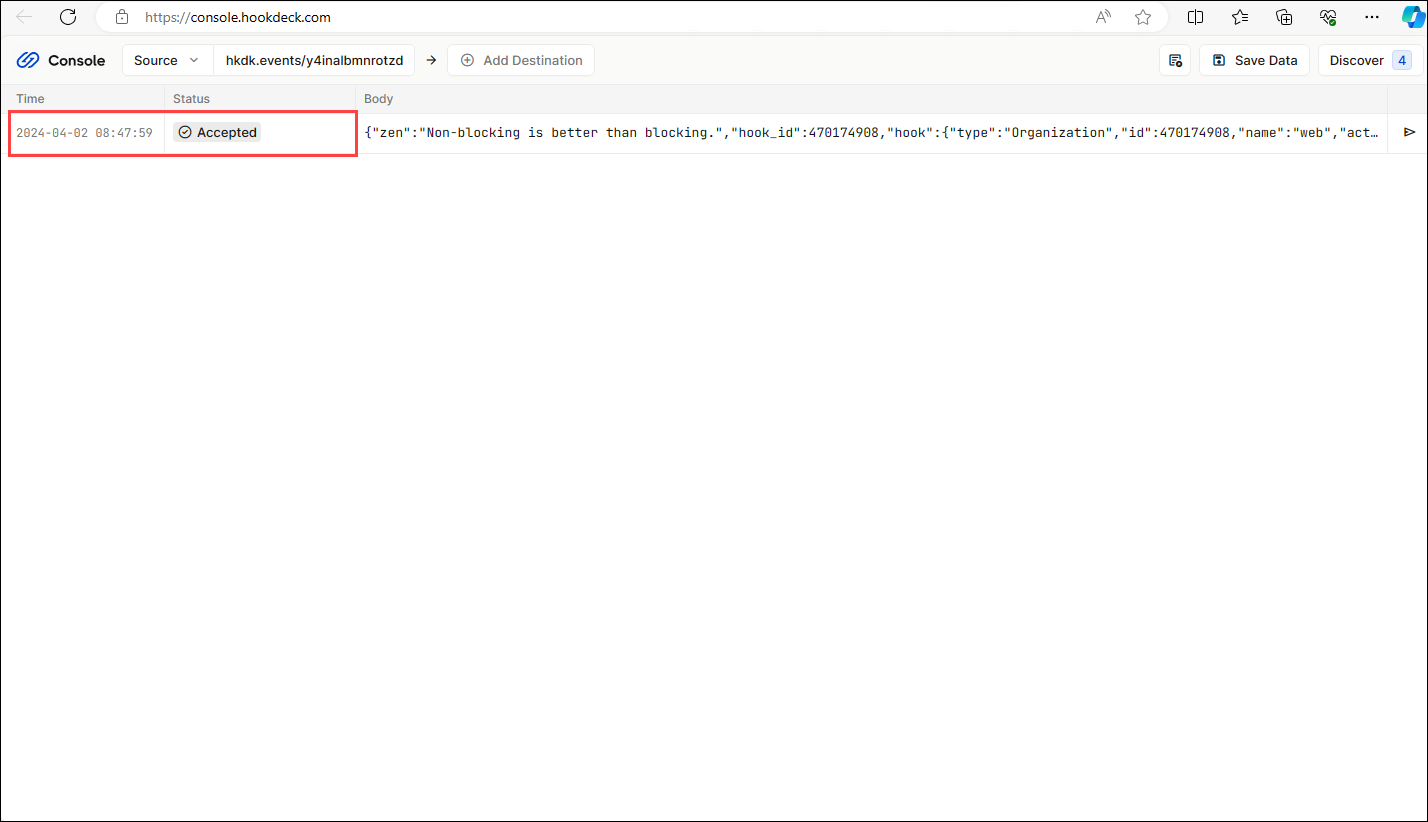 https://console.hookdeck.com
Console Source hkdk.events/y4inalbmnrotzd → Add Destination Save Data Discover 4
Time Status Body
2024-04-02 08:47:59 Accepted {"zen":"Non-blocking is better than blocking.","hook_id":470174908,"hook":{"type":"Organization","id":470174908,"name":"web","act…